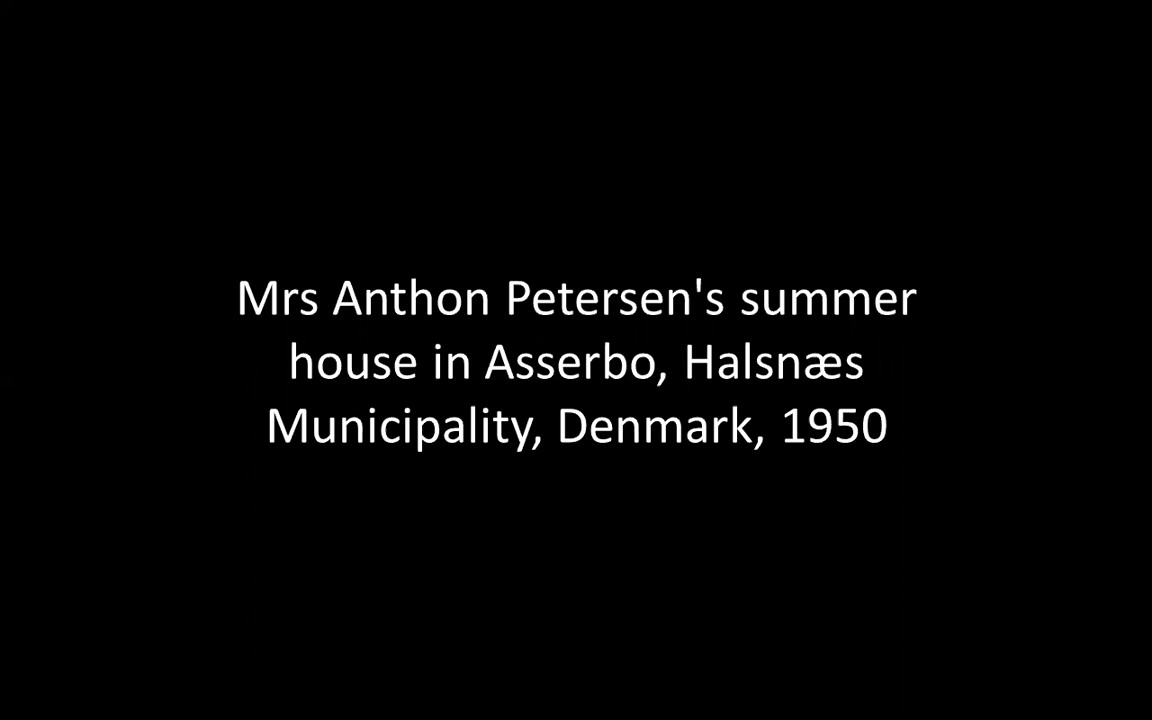 Mrs Anthon Petersen's summer
house in Asserbo, Halsnæs
Municipality, Denmark, 1950